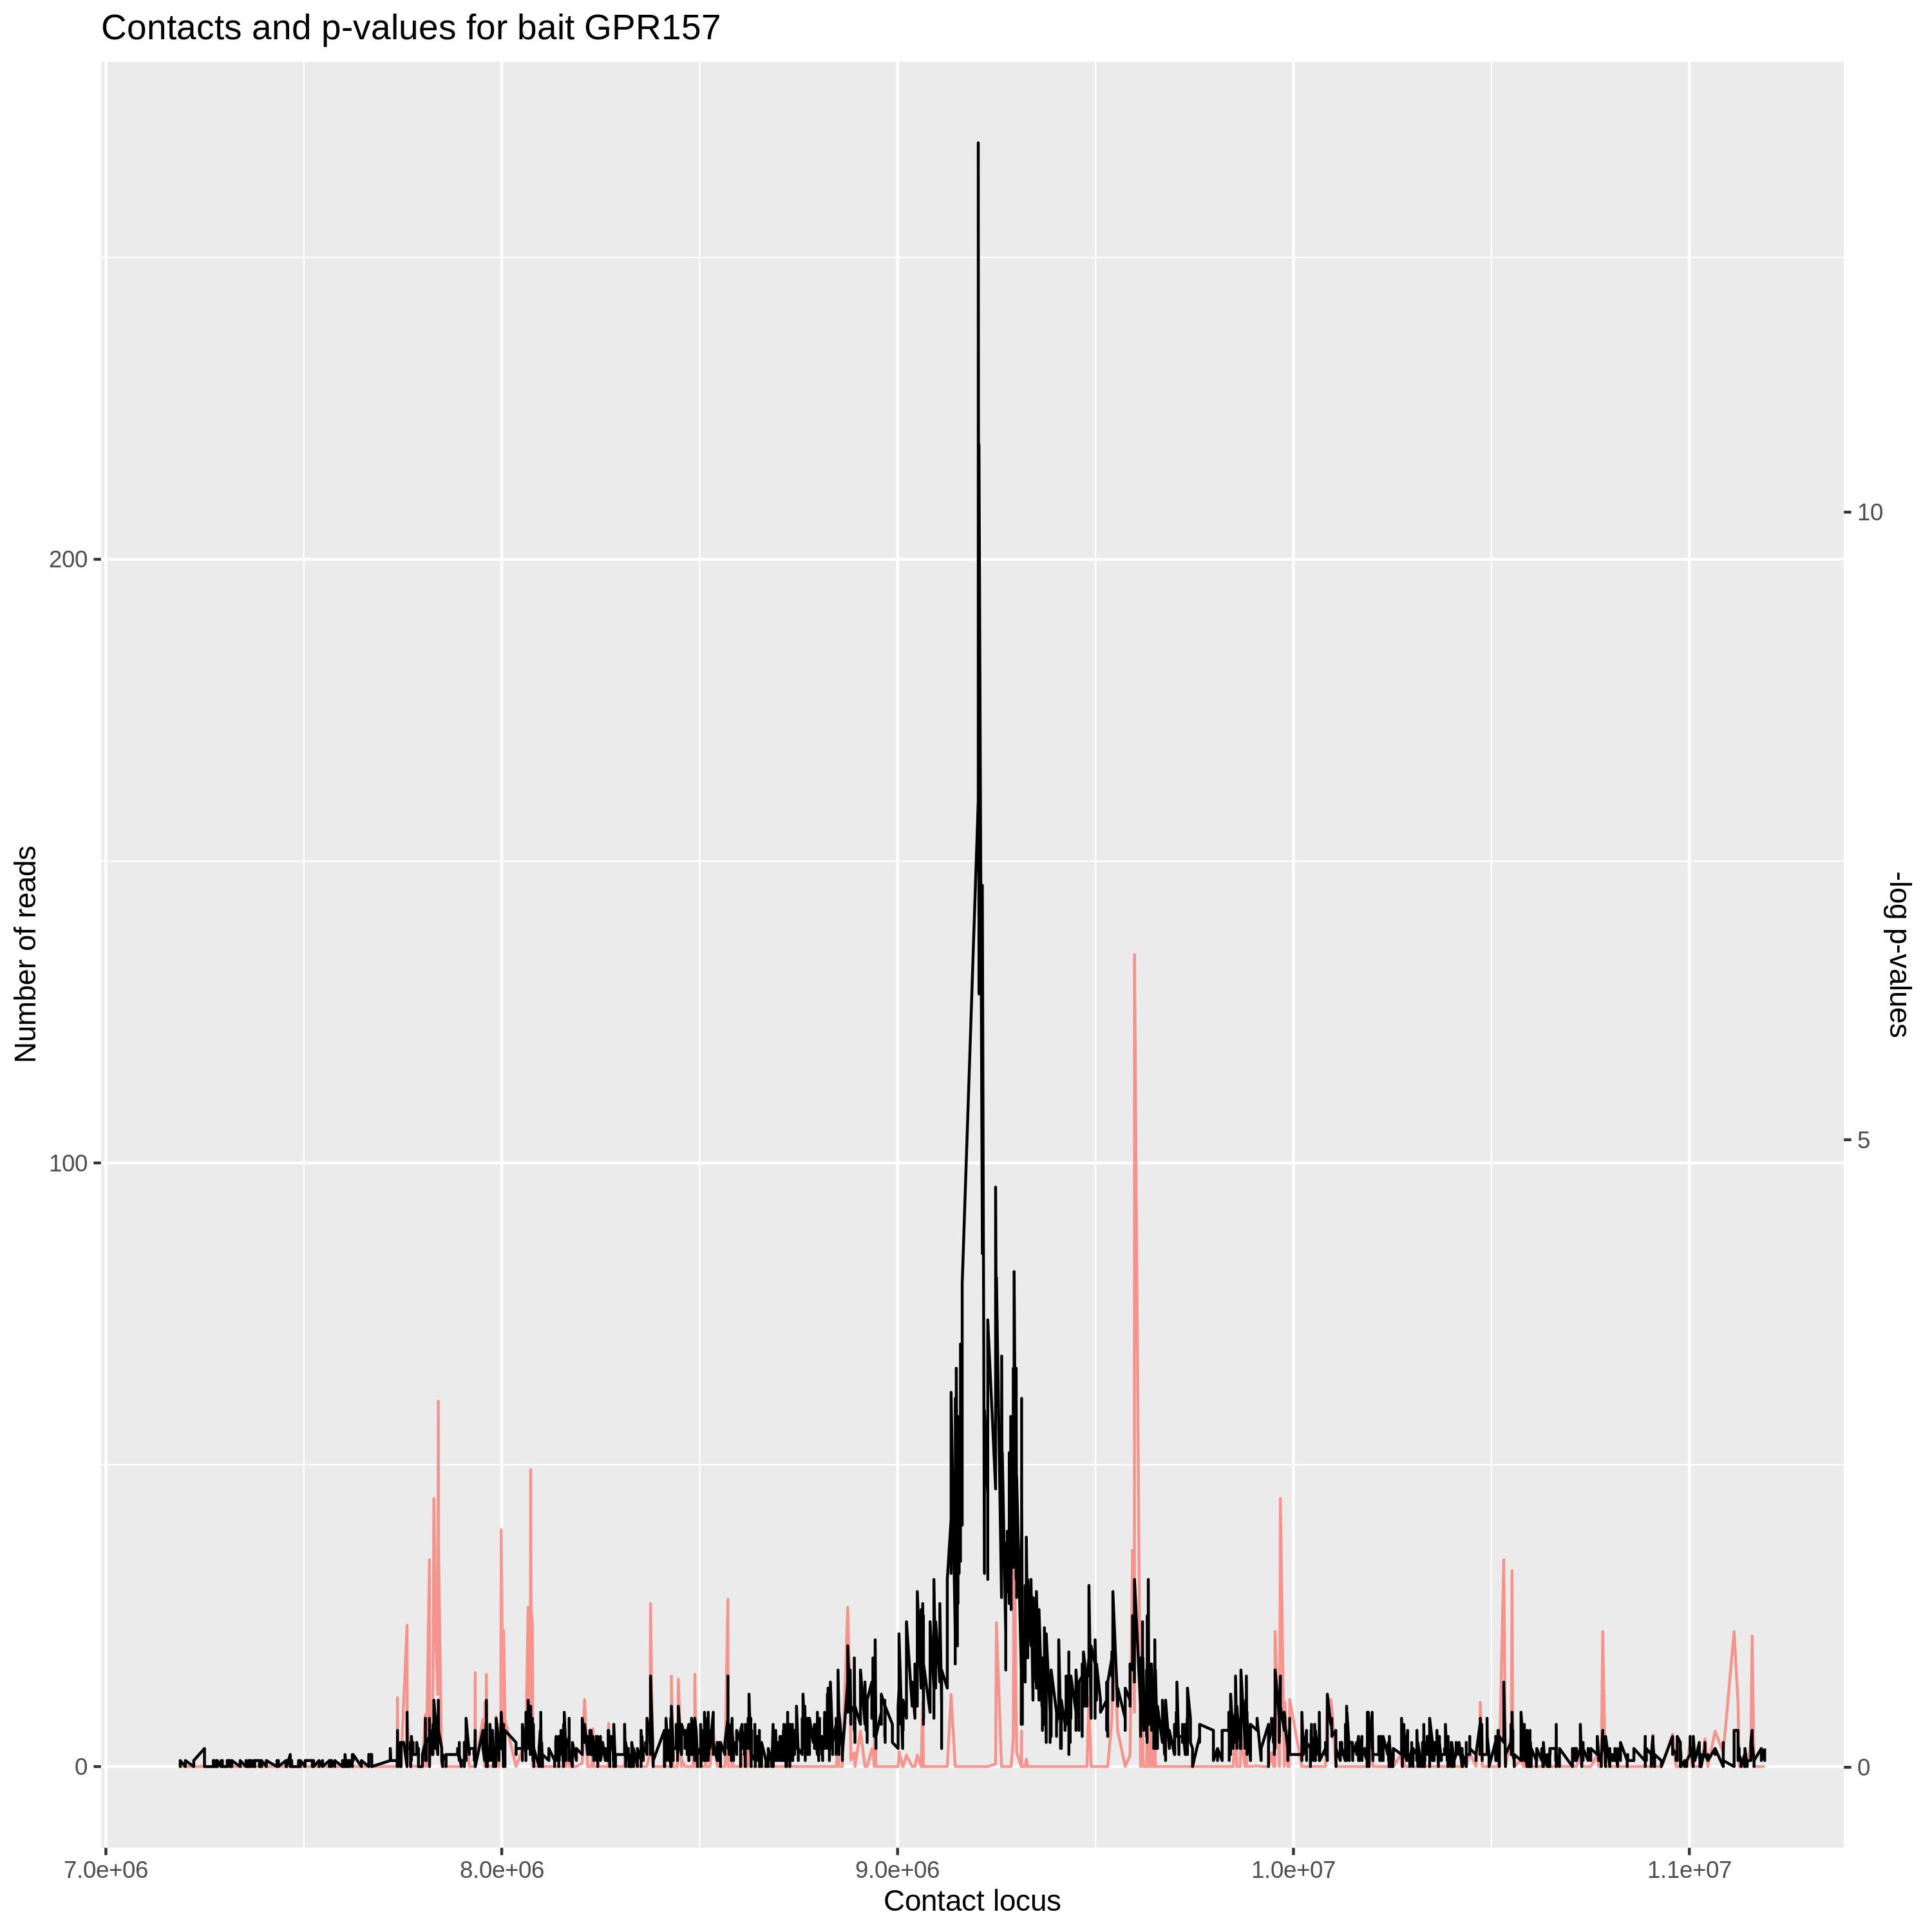 Contacts and p-values for bait GPR157
Number of reads
200
100
0
10
5
0
-log p-values
7.0e+06 8.0e+06 9.0e+06 1.0e+07 1.1e+07
Contact locus